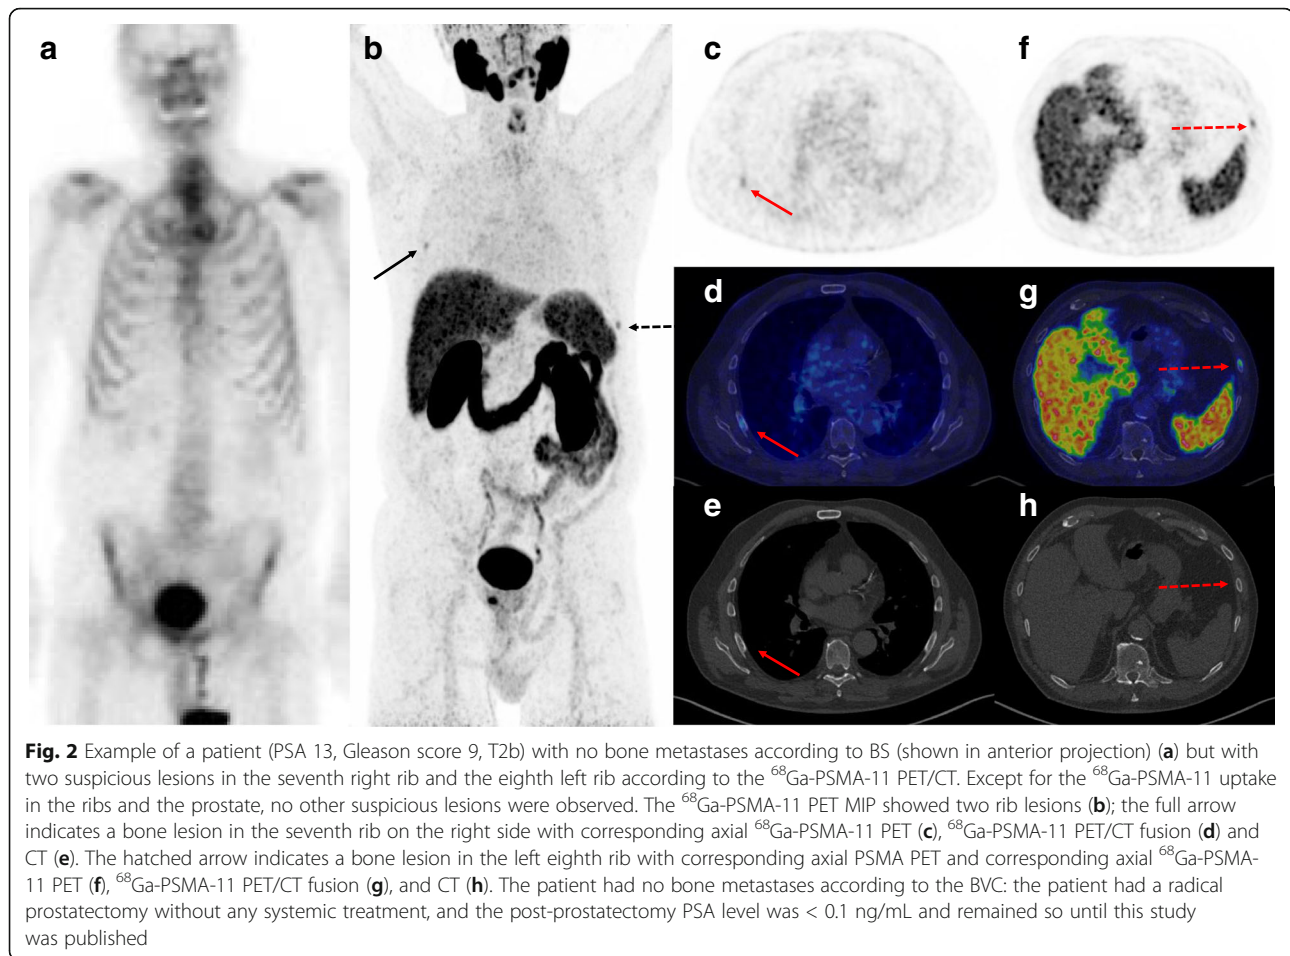 a
b
c
f
d
g
e
h
Fig. 2 Example of a patient (PSA 13, Gleason score 9, T2b) with no bone metastases according to BS (shown in anterior projection) (a) but with
two suspicious lesions in the seventh right rib and the eighth left rib according to the ⁶⁸Ga-PSMA-11 PET/CT. Except for the ⁶⁸Ga-PSMA-11 uptake
in the ribs and the prostate, no other suspicious lesions were observed. The ⁶⁸Ga-PSMA-11 PET MIP showed two rib lesions (b); the full arrow
indicates a bone lesion in the seventh rib on the right side with corresponding axial ⁶⁸Ga-PSMA-11 PET (c), ⁶⁸Ga-PSMA-11 PET/CT fusion (d) and
CT (e). The hatched arrow indicates a bone lesion in the left eighth rib with corresponding axial PSMA PET and corresponding axial ⁶⁸Ga-PSMA-
11 PET (f), ⁶⁸Ga-PSMA-11 PET/CT fusion (g), and CT (h). The patient had no bone metastases according to the BVC: the patient had a radical
prostatectomy without any systemic treatment, and the post-prostatectomy PSA level was < 0.1 ng/mL and remained so until this study
was published